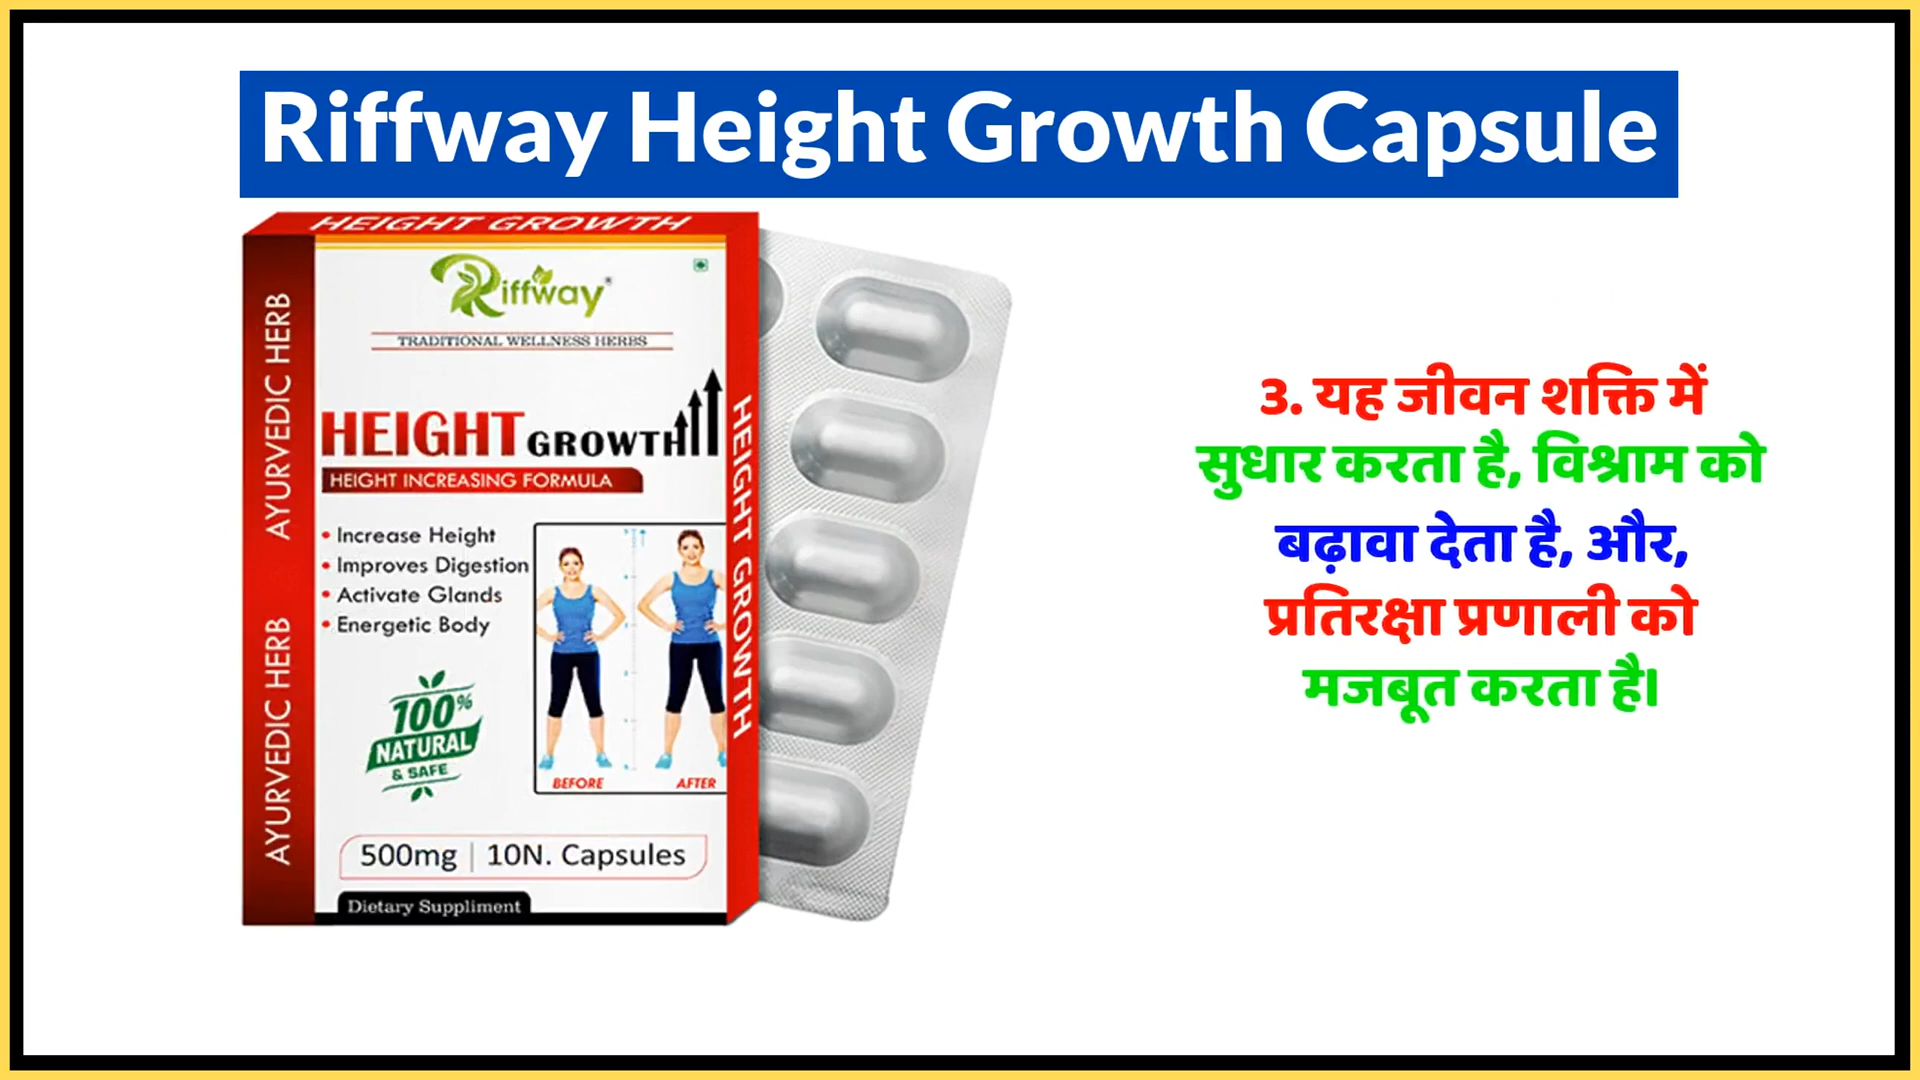 Riffway Height Growth Capsule
HEIGHT GROWTH
Riffway
TRADITIONAL WELLNESS HERBS
AYURVEDIC HERB
AYURVEDIC HERB
HEIGHT GROWTH
HEIGHT INCREASING FORMULA
• Increase Height
• Improves Digestion
• Activate Glands
• Energetic Body
100%
NATURAL
& SAFE
BEFORE
AFTER
500mg | 10N. Capsules
Dietary Suppliment
HEIGHT GROWTH
3. यह जीवन शक्ति में
सुधार करता है, विश्राम को
बढ़ावा देता है, और,
प्रतिरक्षा प्रणाली को
मजबूत करता है।